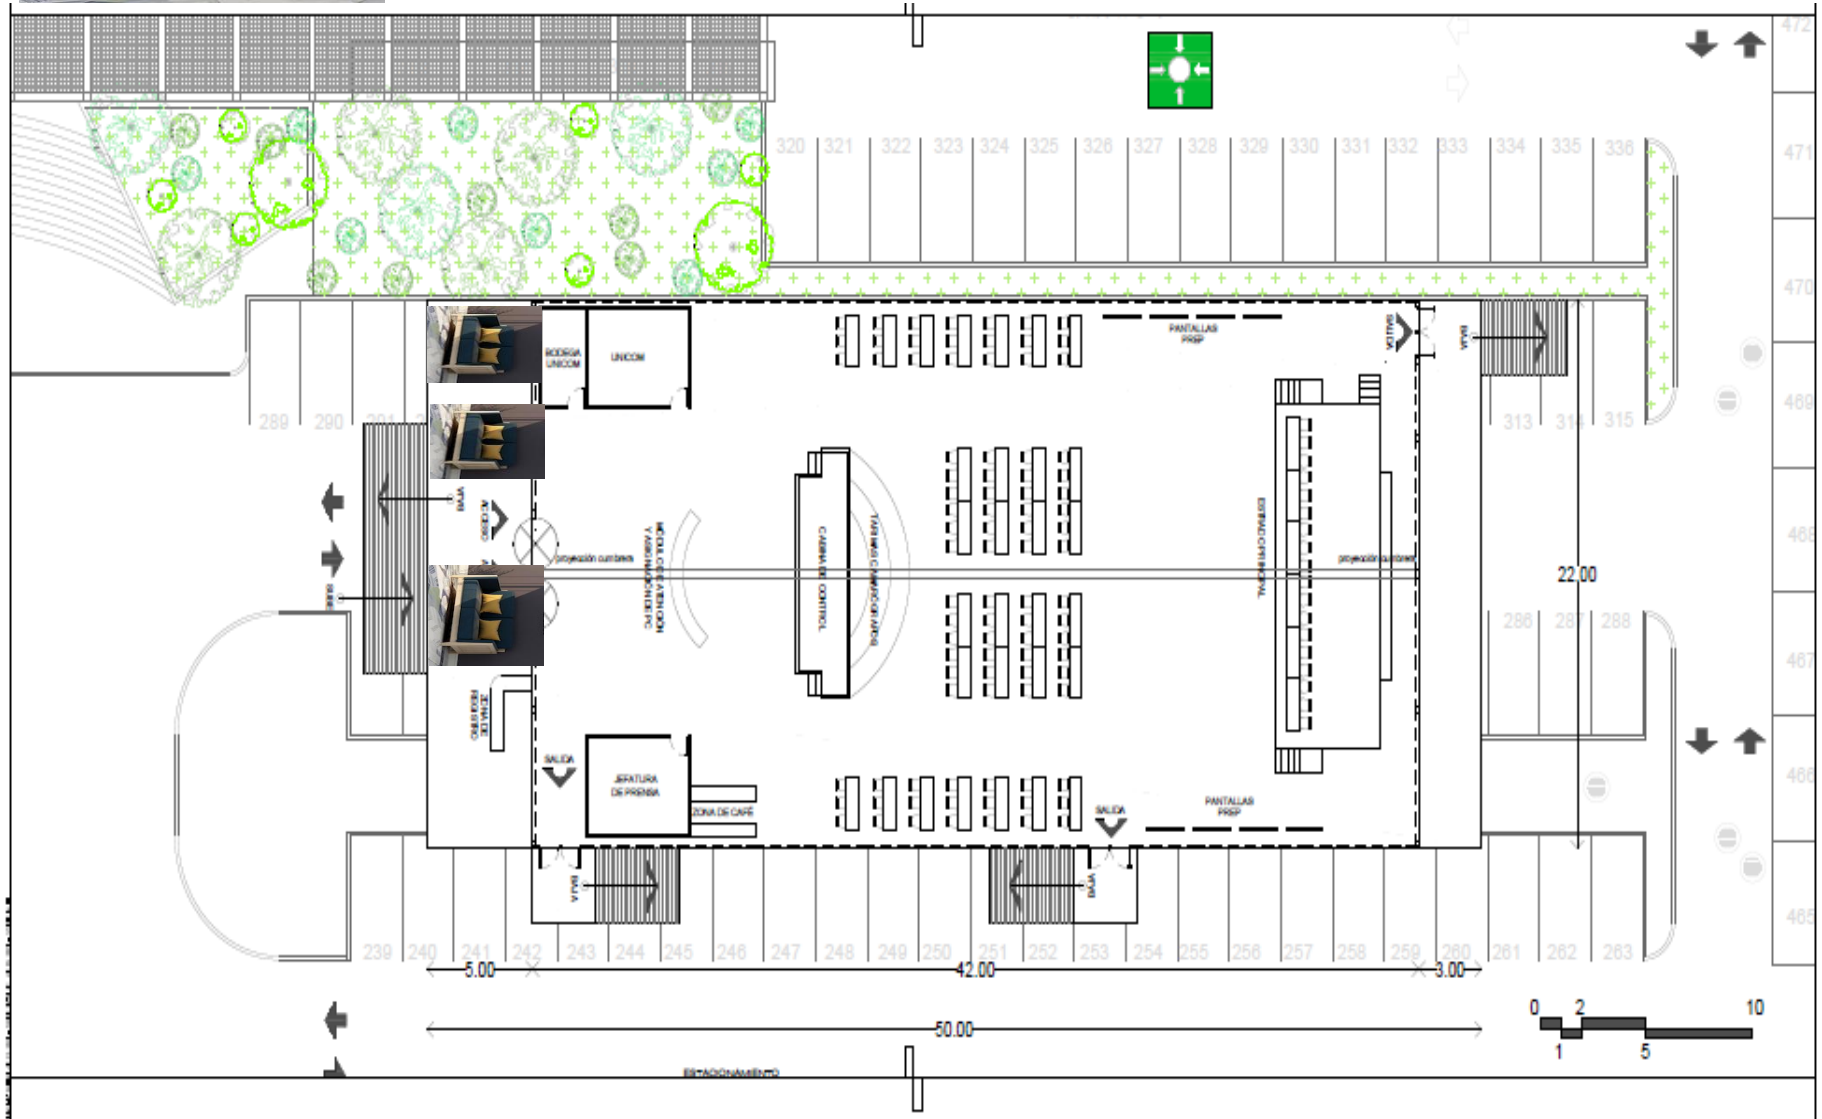 472
320 321 322 323 324 325 326 327 328 329 330 331 332 333 334 335 336
471
470
BODEGA
UNICOM
UNICOM
PANTALLAS
PREP
SALIDA
BAJA
469
289 290 291
313 314 315
BAJA
ACCESO
MÓDULO DE ATENCIÓN
Y ASIGNACIÓN DE PC
CABINA DE CONTROL
TARIMAS CAMARÓGRAFOS
ESTRADO PRINCIPAL
468
proyección cumbrera
proyección cumbrera
22.00
SUBE
286 287 288
467
ZONA DE
REGISTRO
SALIDA
JEFATURA
DE PRENSA
ZONA DE CAFÉ
SALIDA
PANTALLAS
PREP
466
BAJA
BAJA
465
239 240 241 242 243 244 245 246 247 248 249 250 251 252 253 254 255 256 257 258 259 260 261 262 263
5.00 42.00 3.00
0 2 10
50.00
1 5
ESTACIONAMIENTO